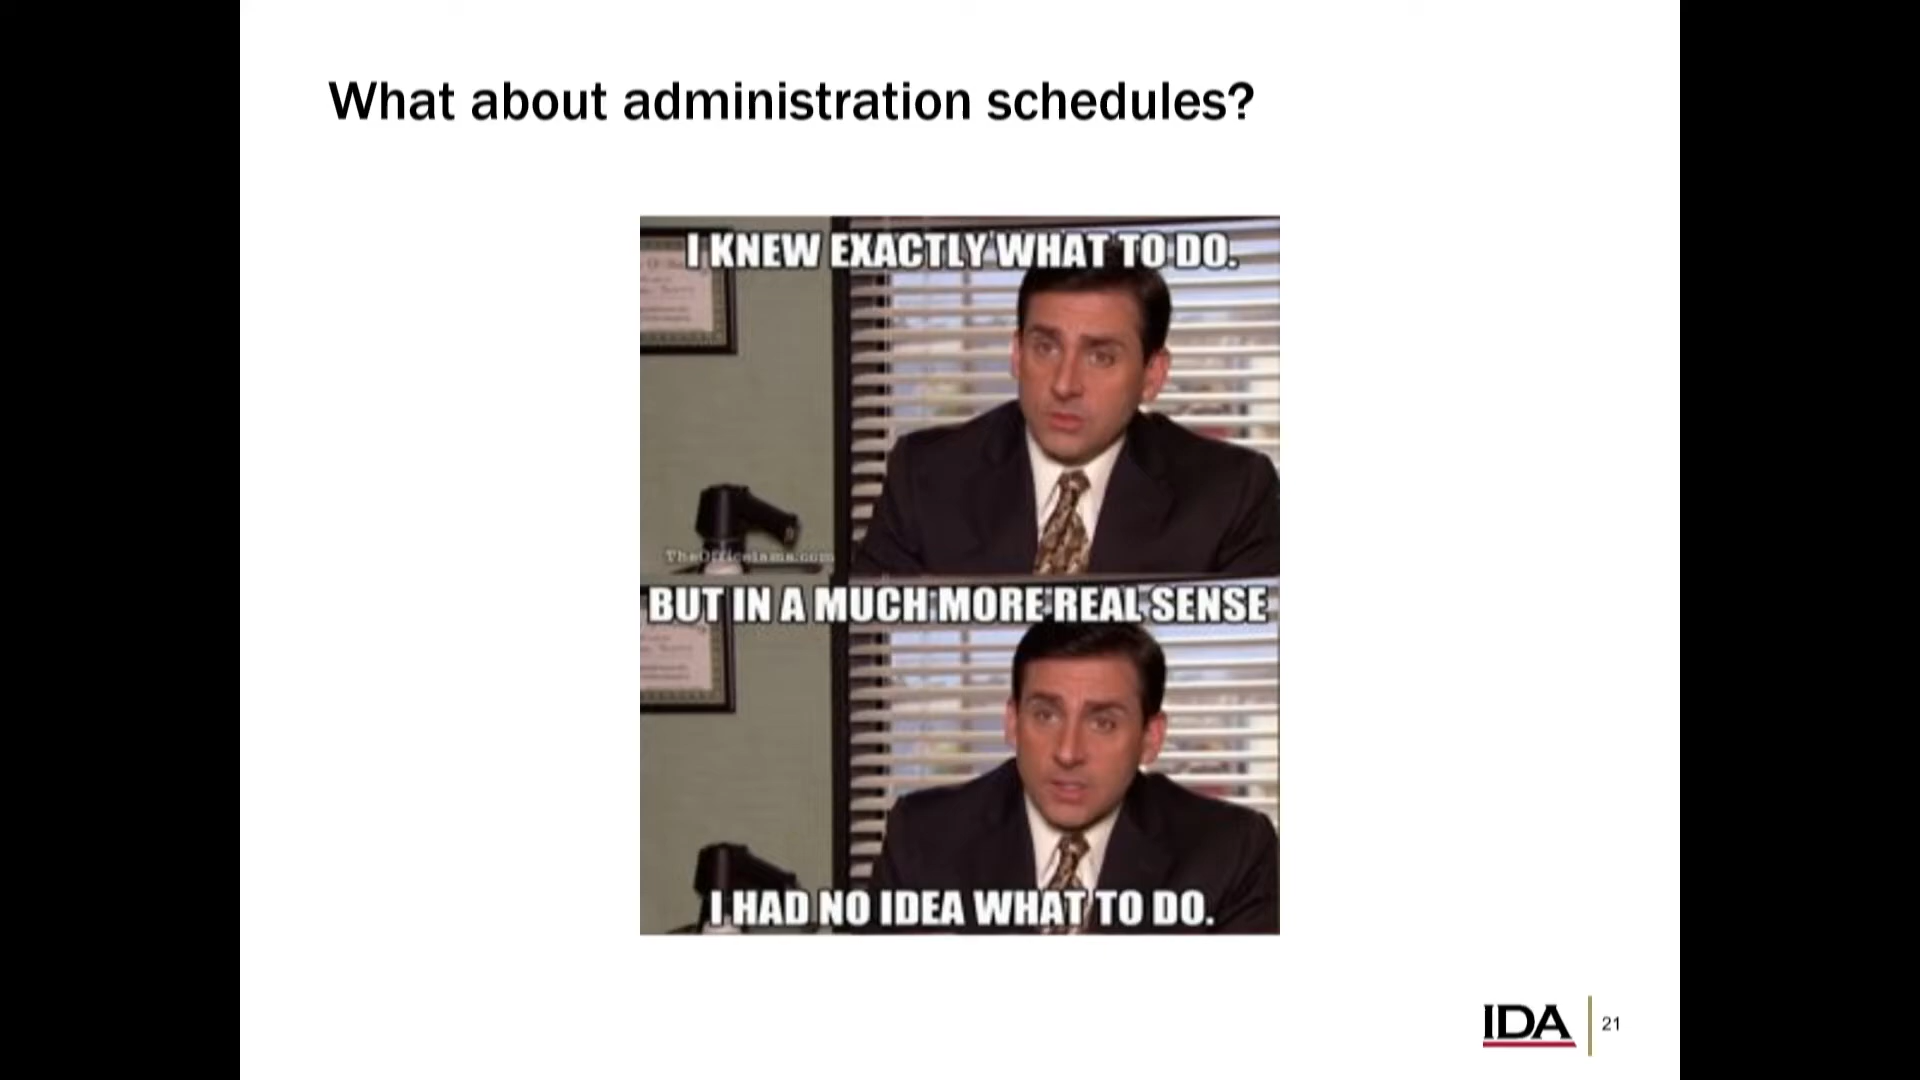 What about administration schedules?
I KNEW EXACTLY WHAT TO DO.
BUT IN A MUCH MORE REAL SENSE
I HAD NO IDEA WHAT TO DO.
IDA
21